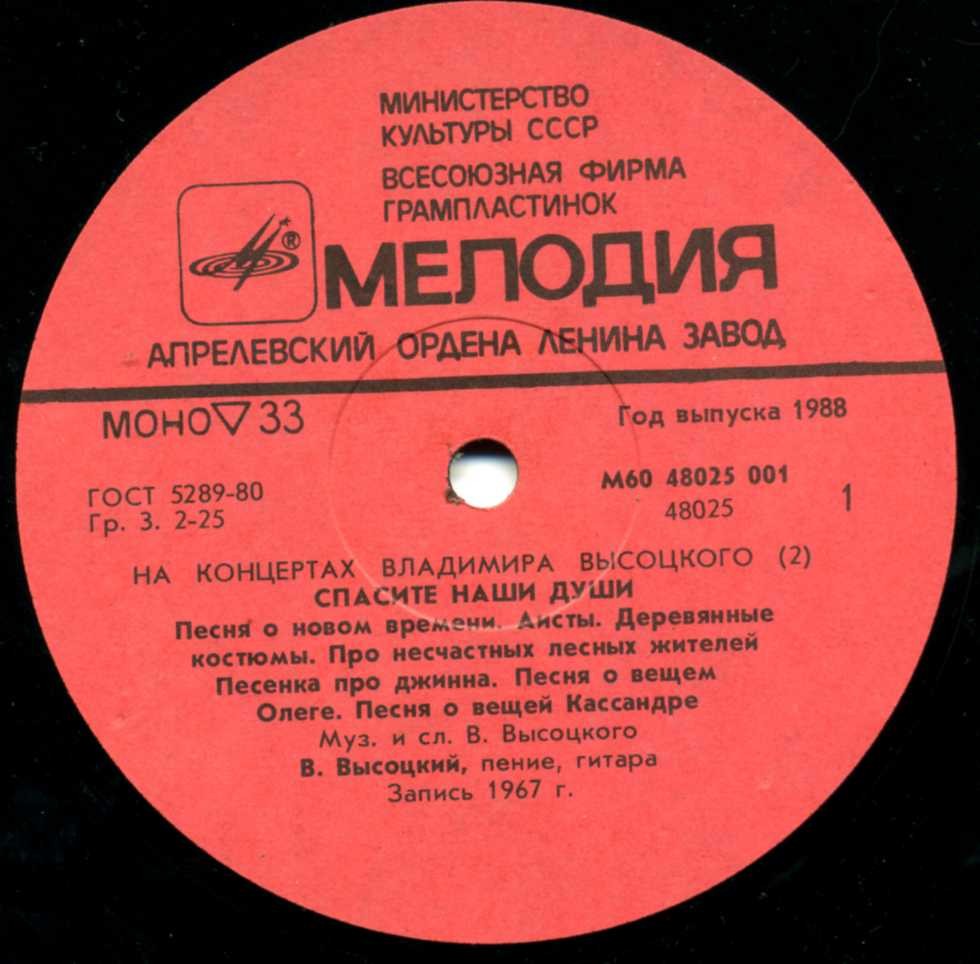 МИНИСТЕРСТВО
КУЛЬТУРЫ СССР
ВСЕСОЮЗНАЯ ФИРМА
ГРАМПЛАСТИНОК
®
МЕЛОДИЯ
АПРЕЛЕВСКИЙ ОРДЕНА ЛЕНИНА ЗАВОД
МОНО▽33
Год выпуска 1988
ГОСТ 5289-80
Гр. 3. 2-25
М60 48025 001
48025
1
НА КОНЦЕРТАХ ВЛАДИМИРА ВЫСОЦКОГО (2)
СПАСИТЕ НАШИ ДУШИ
Песня о новом времени. Аисты. Деревянные
костюмы. Про несчастных лесных жителей
Песенка про джинна. Песня о вещем
Олеге. Песня о вещей Кассандре
Муз. и сл. В. Высоцкого
В. Высоцкий, пение, гитара
Запись 1967 г.